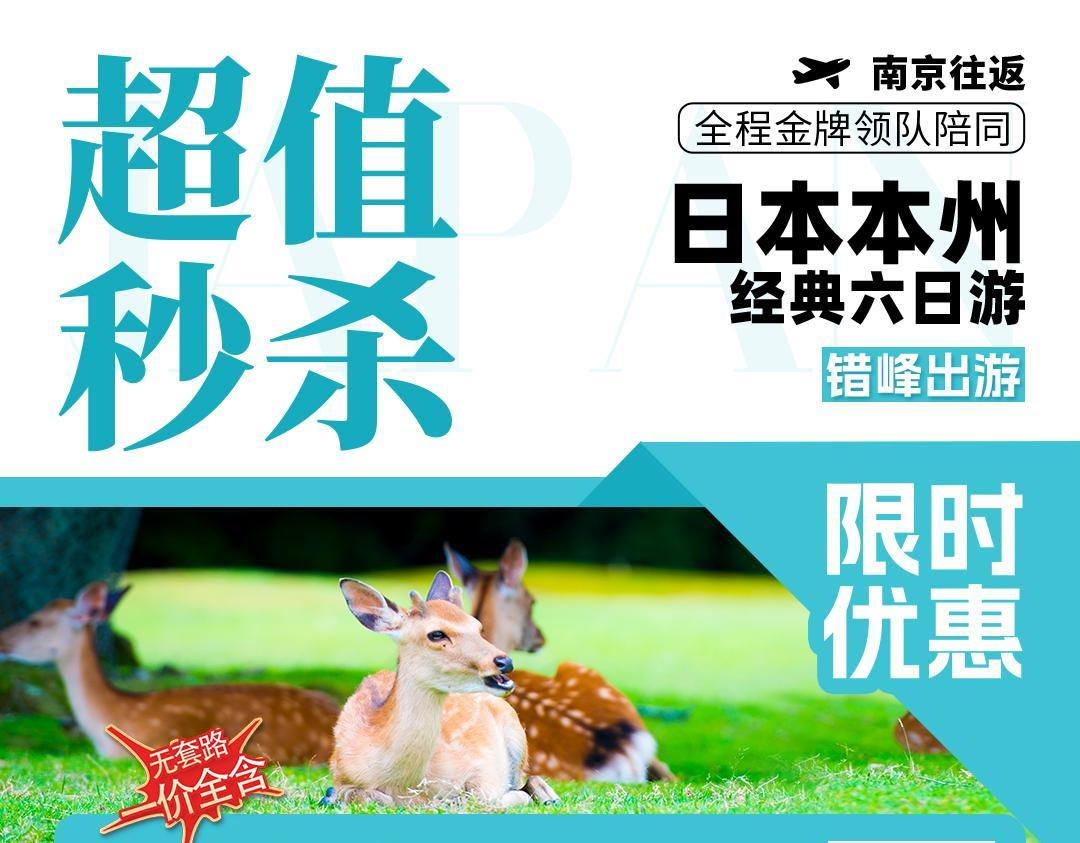 超值
秒杀
JAPAN
南京往返
全程金牌领队陪同
日本本州
经典六日游
错峰出游
限时
优惠
无套路
一价全含